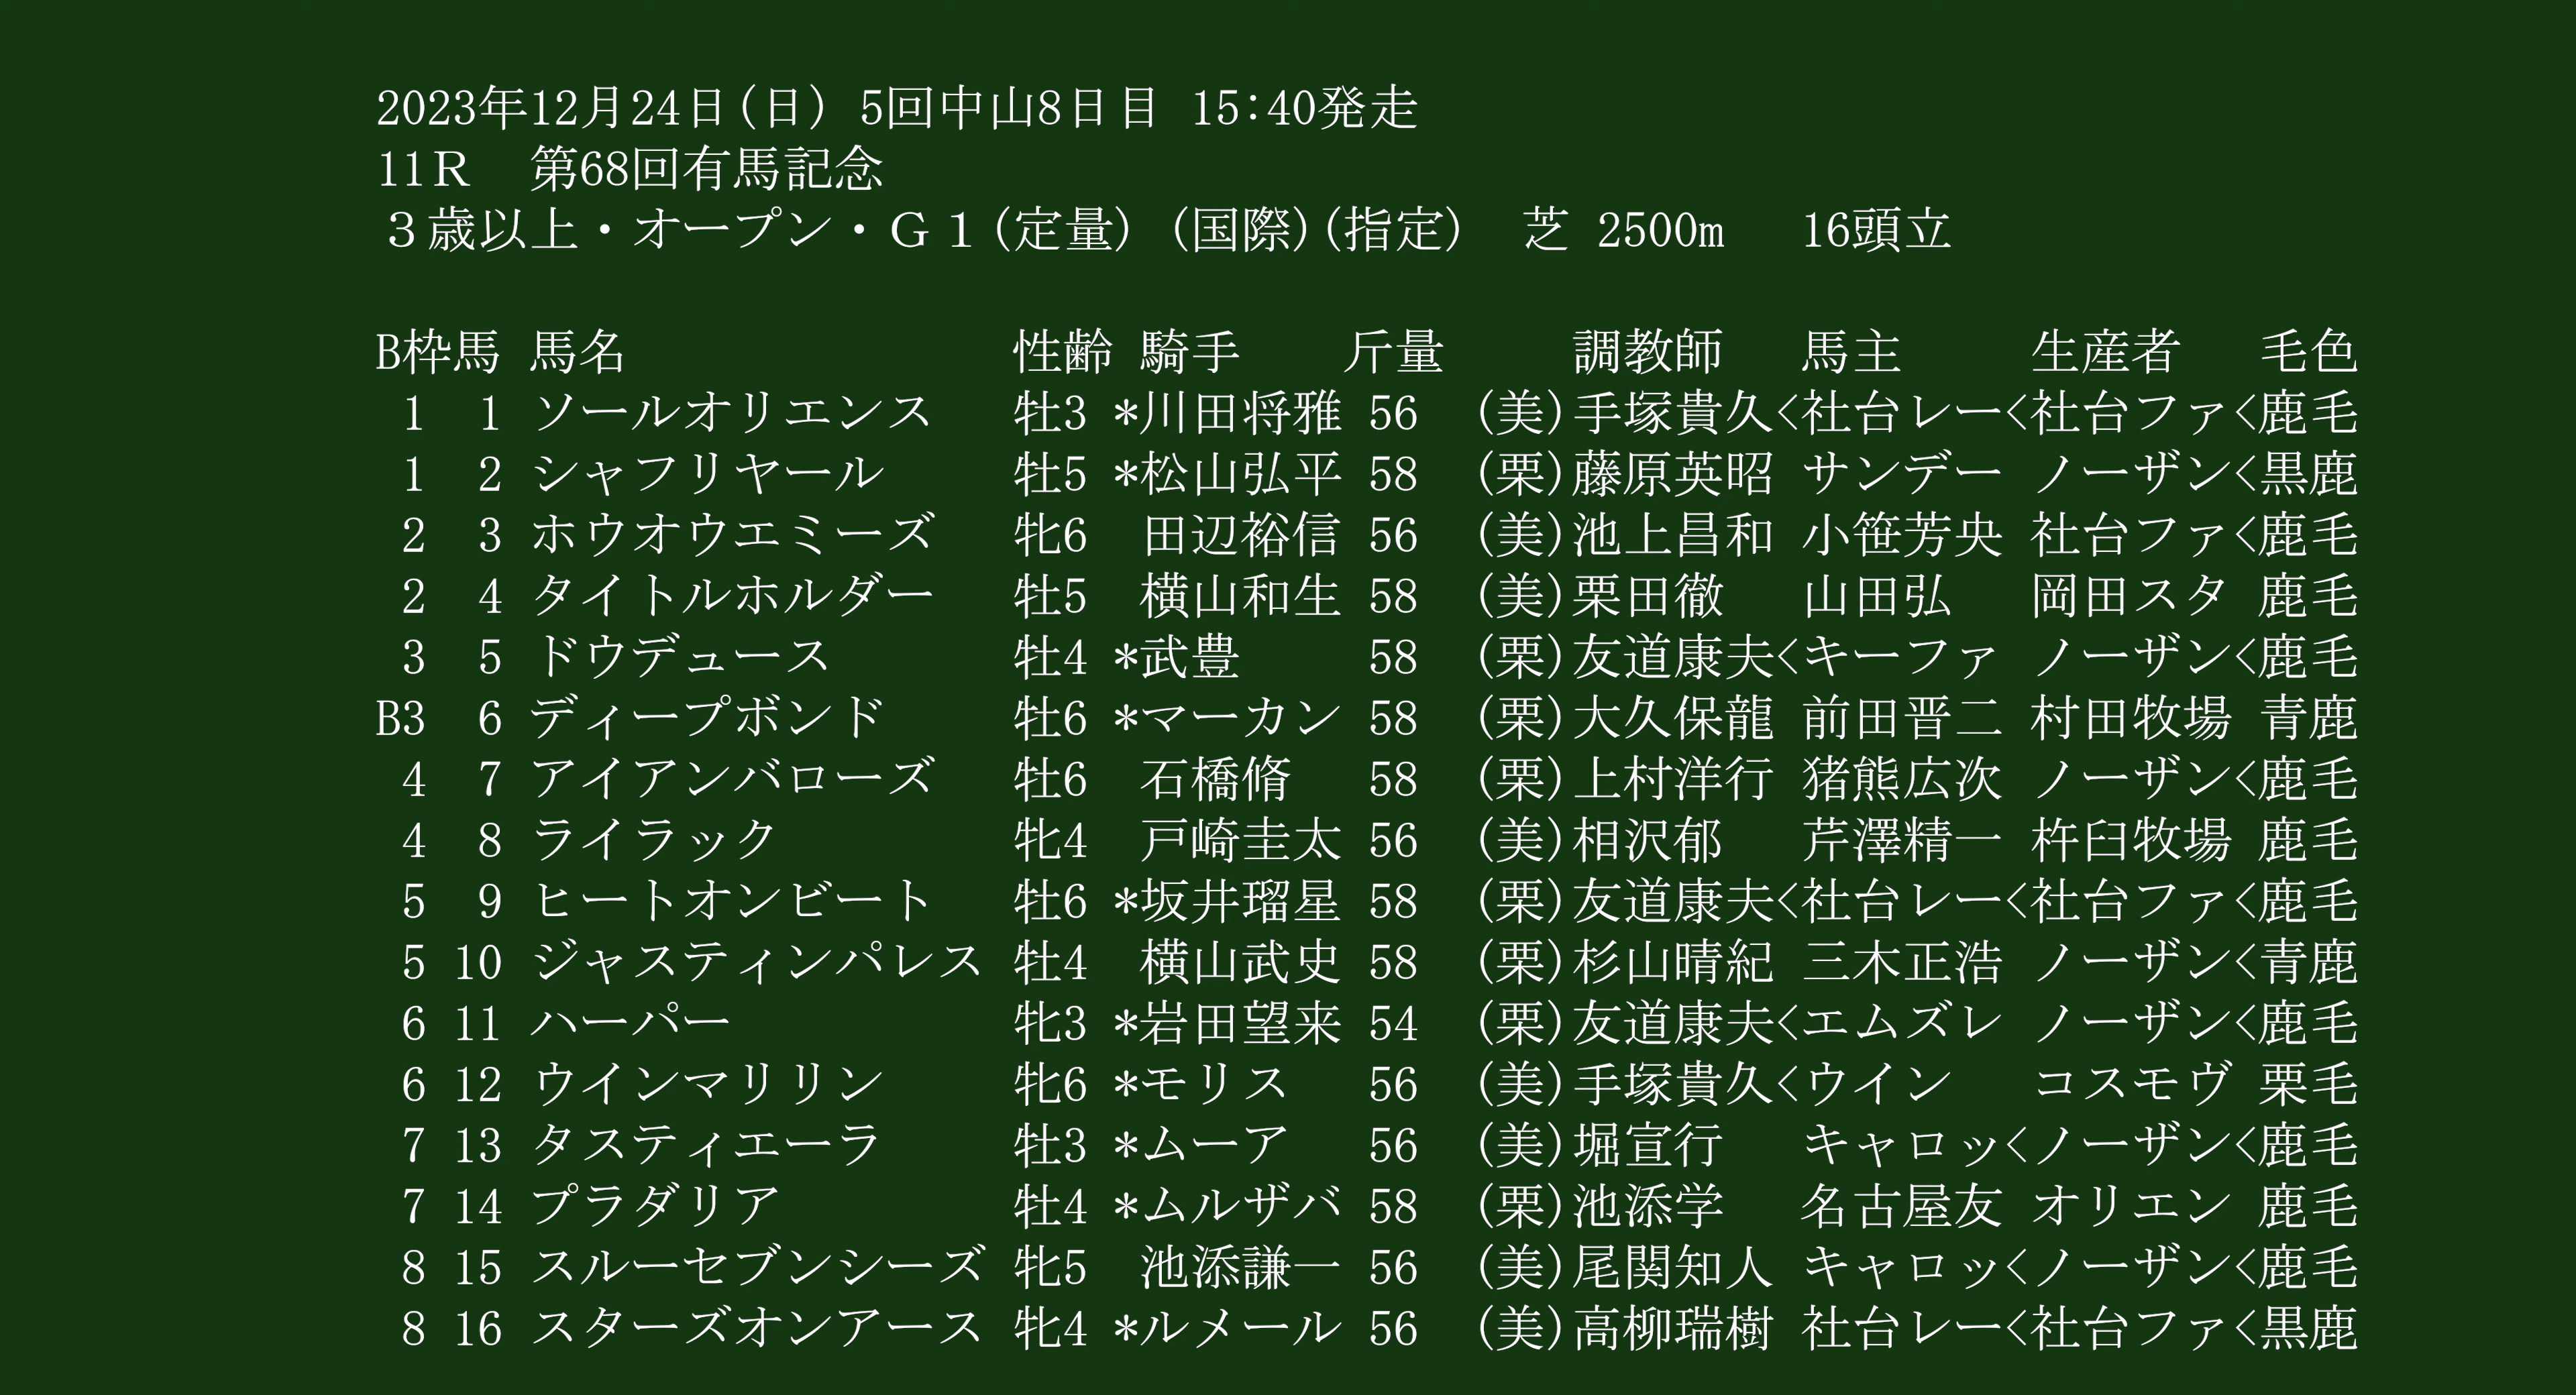 2023年12月24日(日) 5回中山8日目 15:40発走
11Ｒ　第68回有馬記念
３歳以上・オープン・Ｇ１(定量) (国際)(指定)　芝 2500m　16頭立
B枠馬 馬名 性齢 騎手 斤量 調教師 馬主 生産者 毛色
1 1 ソールオリエンス 牡3 *川田将雅 56 (美)手塚貴久<社台レー<社台ファ<鹿毛
1 2 シャフリヤール 牡5 *松山弘平 58 (栗)藤原英昭 サンデー ノーザン<黒鹿
2 3 ホウオウエミーズ 牝6 田辺裕信 56 (美)池上昌和 小笹芳央 社台ファ<鹿毛
2 4 タイトルホルダー 牡5 横山和生 58 (美)栗田徹 山田弘 岡田スタ 鹿毛
3 5 ドウデュース 牡4 *武豊 58 (栗)友道康夫<キーファ ノーザン<鹿毛
B3 6 ディープボンド 牡6 *マーカン 58 (栗)大久保龍 前田晋二 村田牧場 青鹿
4 7 アイアンバローズ 牡6 石橋脩 58 (栗)上村洋行 猪熊広次 ノーザン<鹿毛
4 8 ライラック 牝4 戸崎圭太 56 (美)相沢郁 芹澤精一 杵臼牧場 鹿毛
5 9 ヒートオンビート 牡6 *坂井瑠星 58 (栗)友道康夫<社台レー<社台ファ<鹿毛
5 10 ジャスティンパレス 牡4 横山武史 58 (栗)杉山晴紀 三木正浩 ノーザン<青鹿
6 11 ハーパー 牝3 *岩田望来 54 (栗)友道康夫<エムズレ ノーザン<鹿毛
6 12 ウインマリリン 牝6 *モリス 56 (美)手塚貴久<ウイン コスモヴ 栗毛
7 13 タスティエーラ 牡3 *ムーア 56 (美)堀宣行 キャロッ<ノーザン<鹿毛
7 14 プラダリア 牡4 *ムルザバ 58 (栗)池添学 名古屋友 オリエン 鹿毛
8 15 スルーセブンシーズ 牝5 池添謙一 56 (美)尾関知人 キャロッ<ノーザン<鹿毛
8 16 スターズオンアース 牝4 *ルメール 56 (美)高柳瑞樹 社台レー<社台ファ<黒鹿